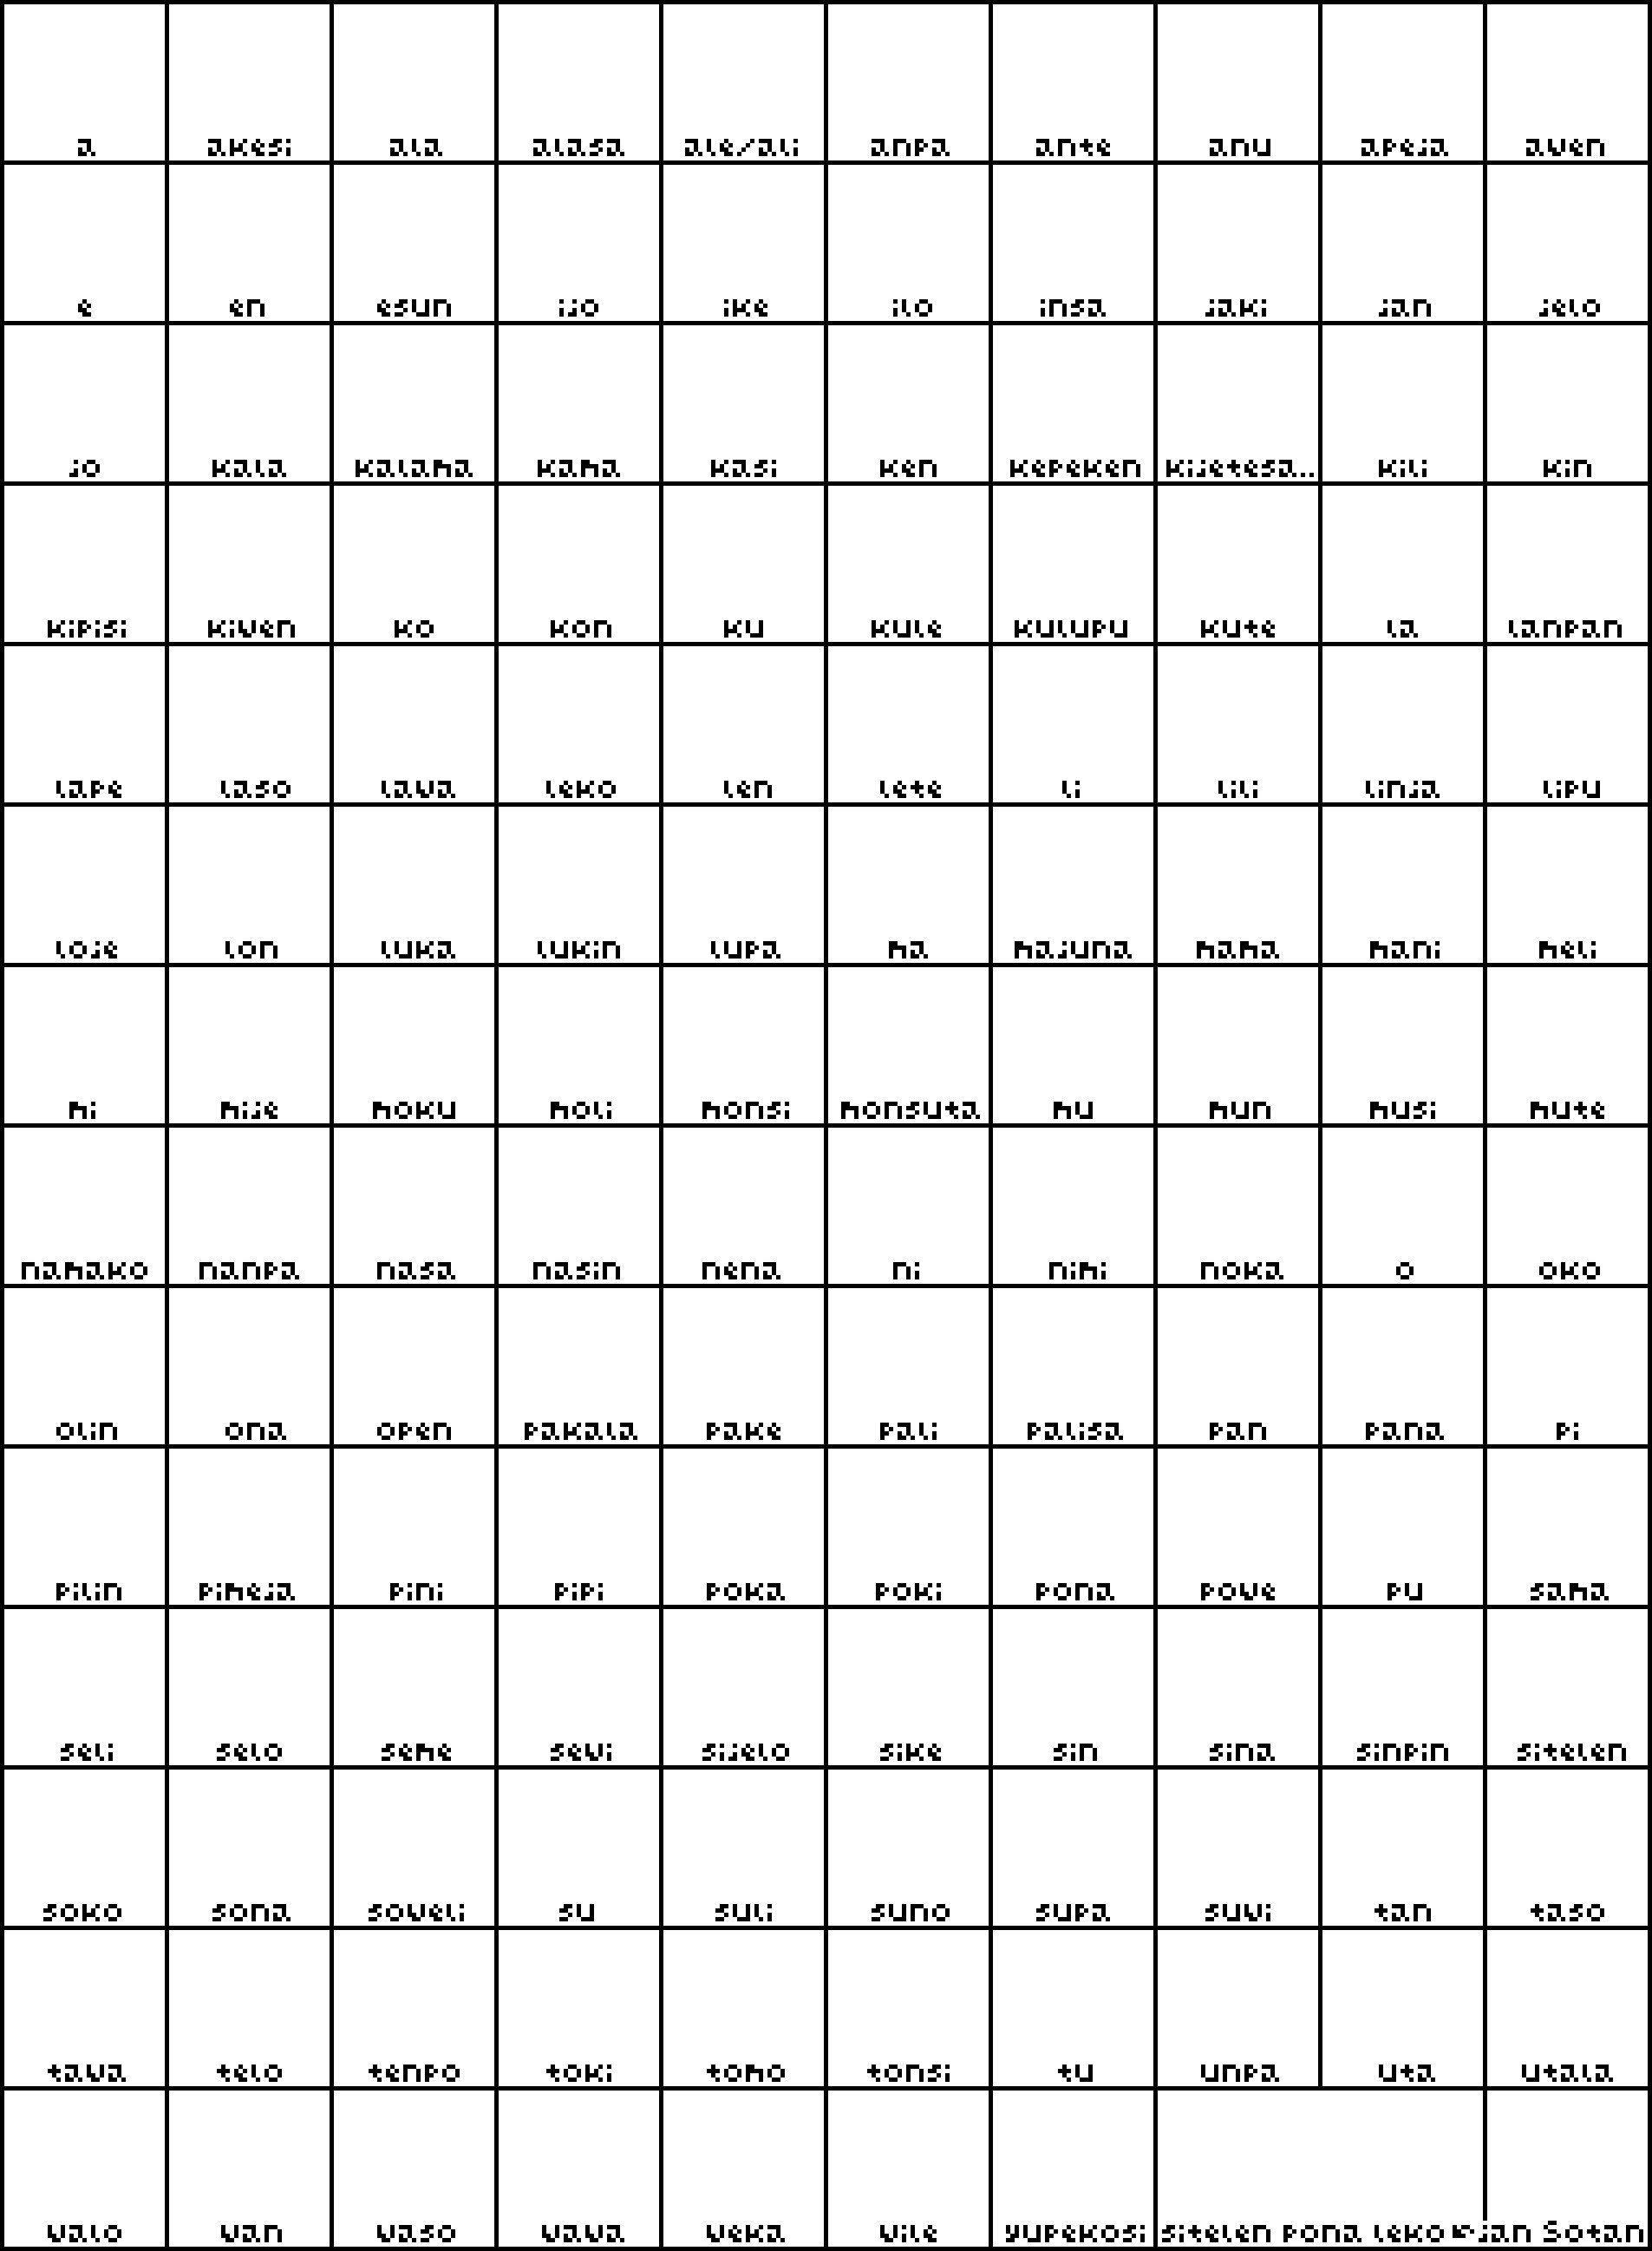 a akesi ala alasa ale/ali anpa ante anu apeja awen
e en esun ijo ike ilo insa jaki jan jelo
jo kala kalama kama kasi ken kepeken kijetesa... kili kin
kipisi kiwen ko kon ku kule kulupu kute la lanpan
lape laso lawa leko len lete li lili linja lipu
loje lon luka lukin lupa ma majuna mama mani meli
mi mije moku moli monsi monsuta mu mun musi mute
namako nanpa nasa nasin nena ni nimi noka o oko
olin ona open pakala pake pali palisa pan pana pi
pilin pimeja pini pipi poka poki pona powe pu sama
seli selo seme sewi sijelo sike sin sina sinpin sitelen
soko sona soweli su suli suno supa suwi tan taso
tawa telo tenpo toki tomo tonsi tu unpa uta utala
walo wan waso wawa weka wile yupekosi sitelen pona leko jan Sotan